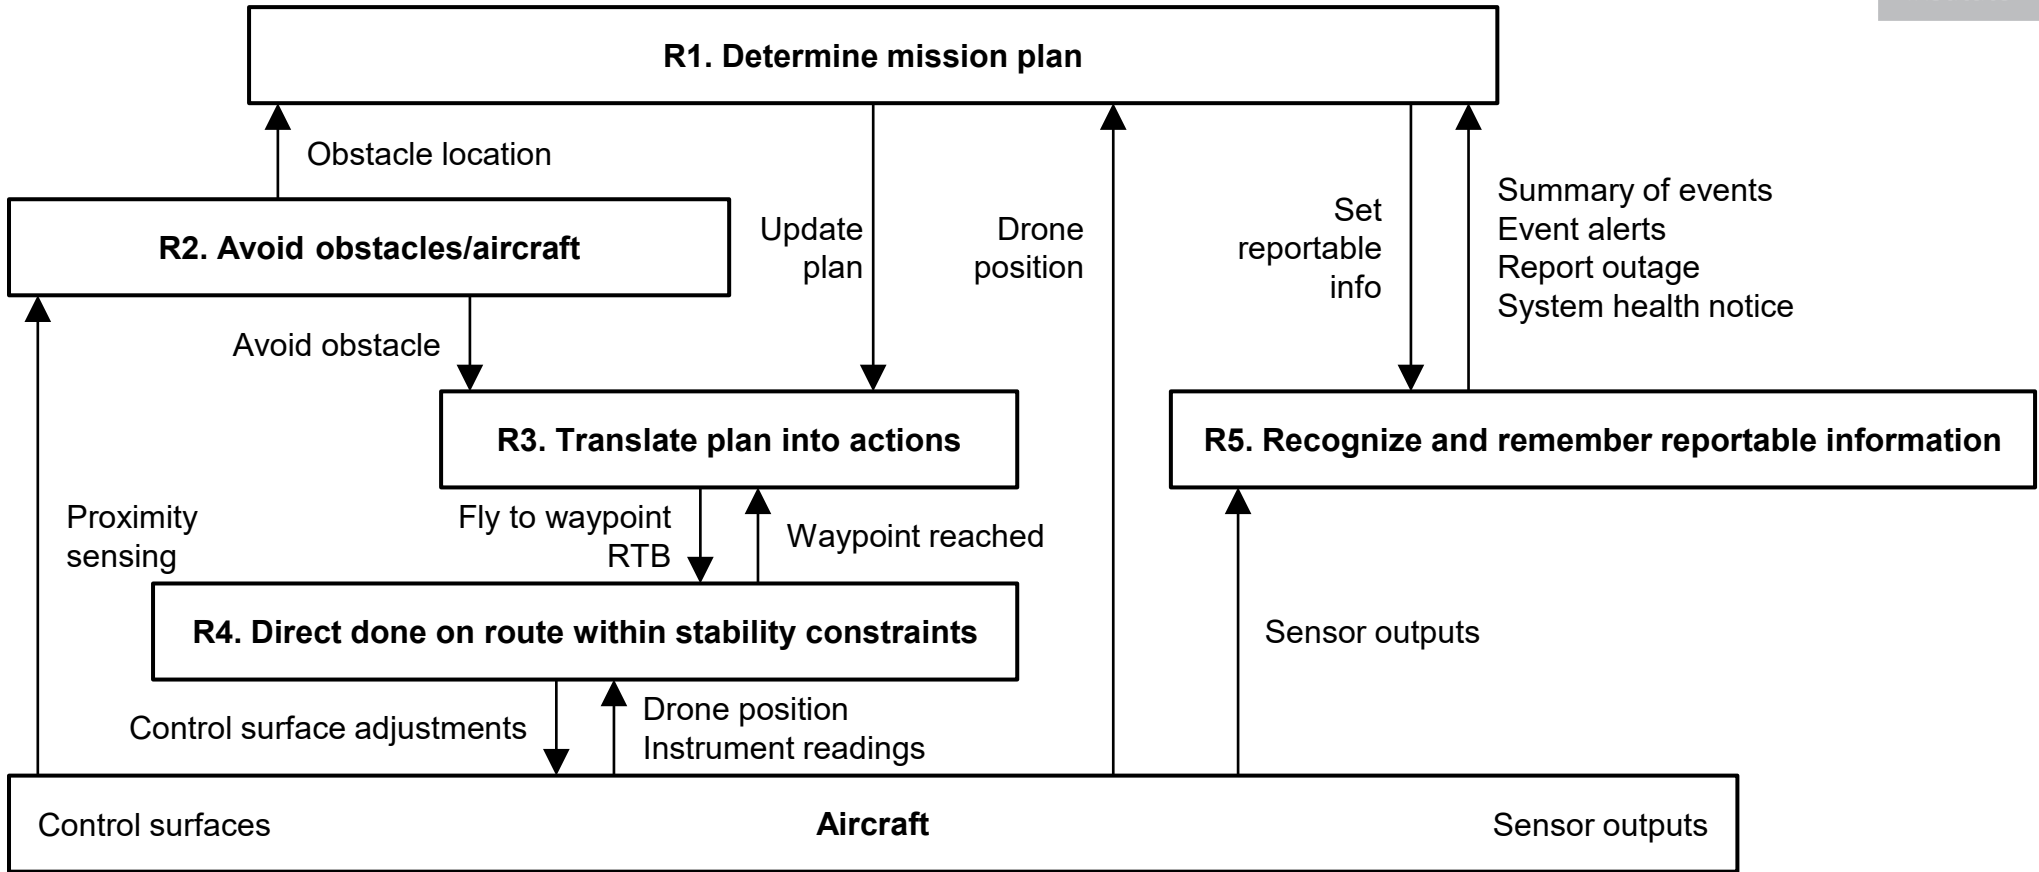 R1. Determine mission plan
Obstacle location
R2. Avoid obstacles/aircraft
Update
plan
Drone
position
Set
reportable
info
Summary of events
Event alerts
Report outage
System health notice
Avoid obstacle
R3. Translate plan into actions
R5. Recognize and remember reportable information
Proximity
sensing
Fly to waypoint
RTB
Waypoint reached
R4. Direct done on route within stability constraints
Sensor outputs
Control surface adjustments
Drone position
Instrument readings
Control surfaces
Aircraft
Sensor outputs